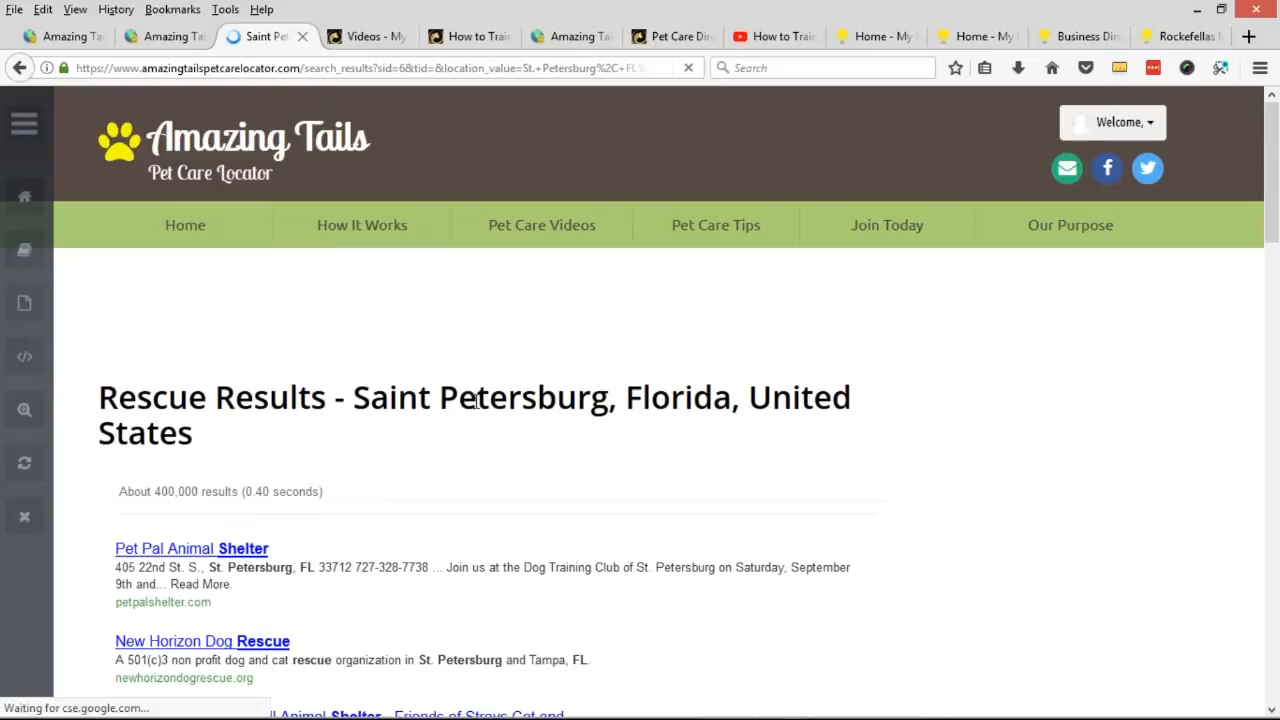 File Edit View History Bookmarks Tools Help
Amazing Tai Amazing Tai Saint Pet Videos - My How to Train Amazing Tai Pet Care Dir How to Train Home - My Home - My Business Dir Rockefellas
https://www.amazingtailspetcarelocator.com/search_results?sid=6&tid=&location_value=St.+Petersburg%2C+FL% Search
Amazing Tails
Pet Care Locator
Welcome,
Home How It Works Pet Care Videos Pet Care Tips Join Today Our Purpose
Rescue Results - Saint Petersburg, Florida, United
States
About 400,000 results (0.40 seconds)
Pet Pal Animal Shelter
405 22nd St. S., St. Petersburg, FL 33712 727-328-7738 ... Join us at the Dog Training Club of St. Petersburg on Saturday, September
9th and... Read More.
petpalshelter.com
New Horizon Dog Rescue
A 501(c)3 non profit dog and cat rescue organization in St. Petersburg and Tampa, FL.
newhorizondogrescue.org
Animal Shelter - Friends of Strays Cat and
Waiting for cse.google.com...